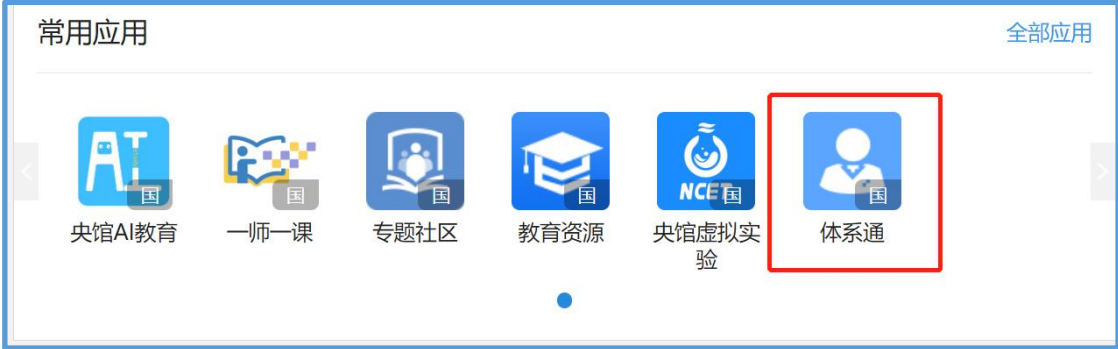 常用应用
全部应用
AI
国
国
国
国
NCET
国
国
央馆AI教育
一师一课
专题社区
教育资源
央馆虚拟实
验
体系通